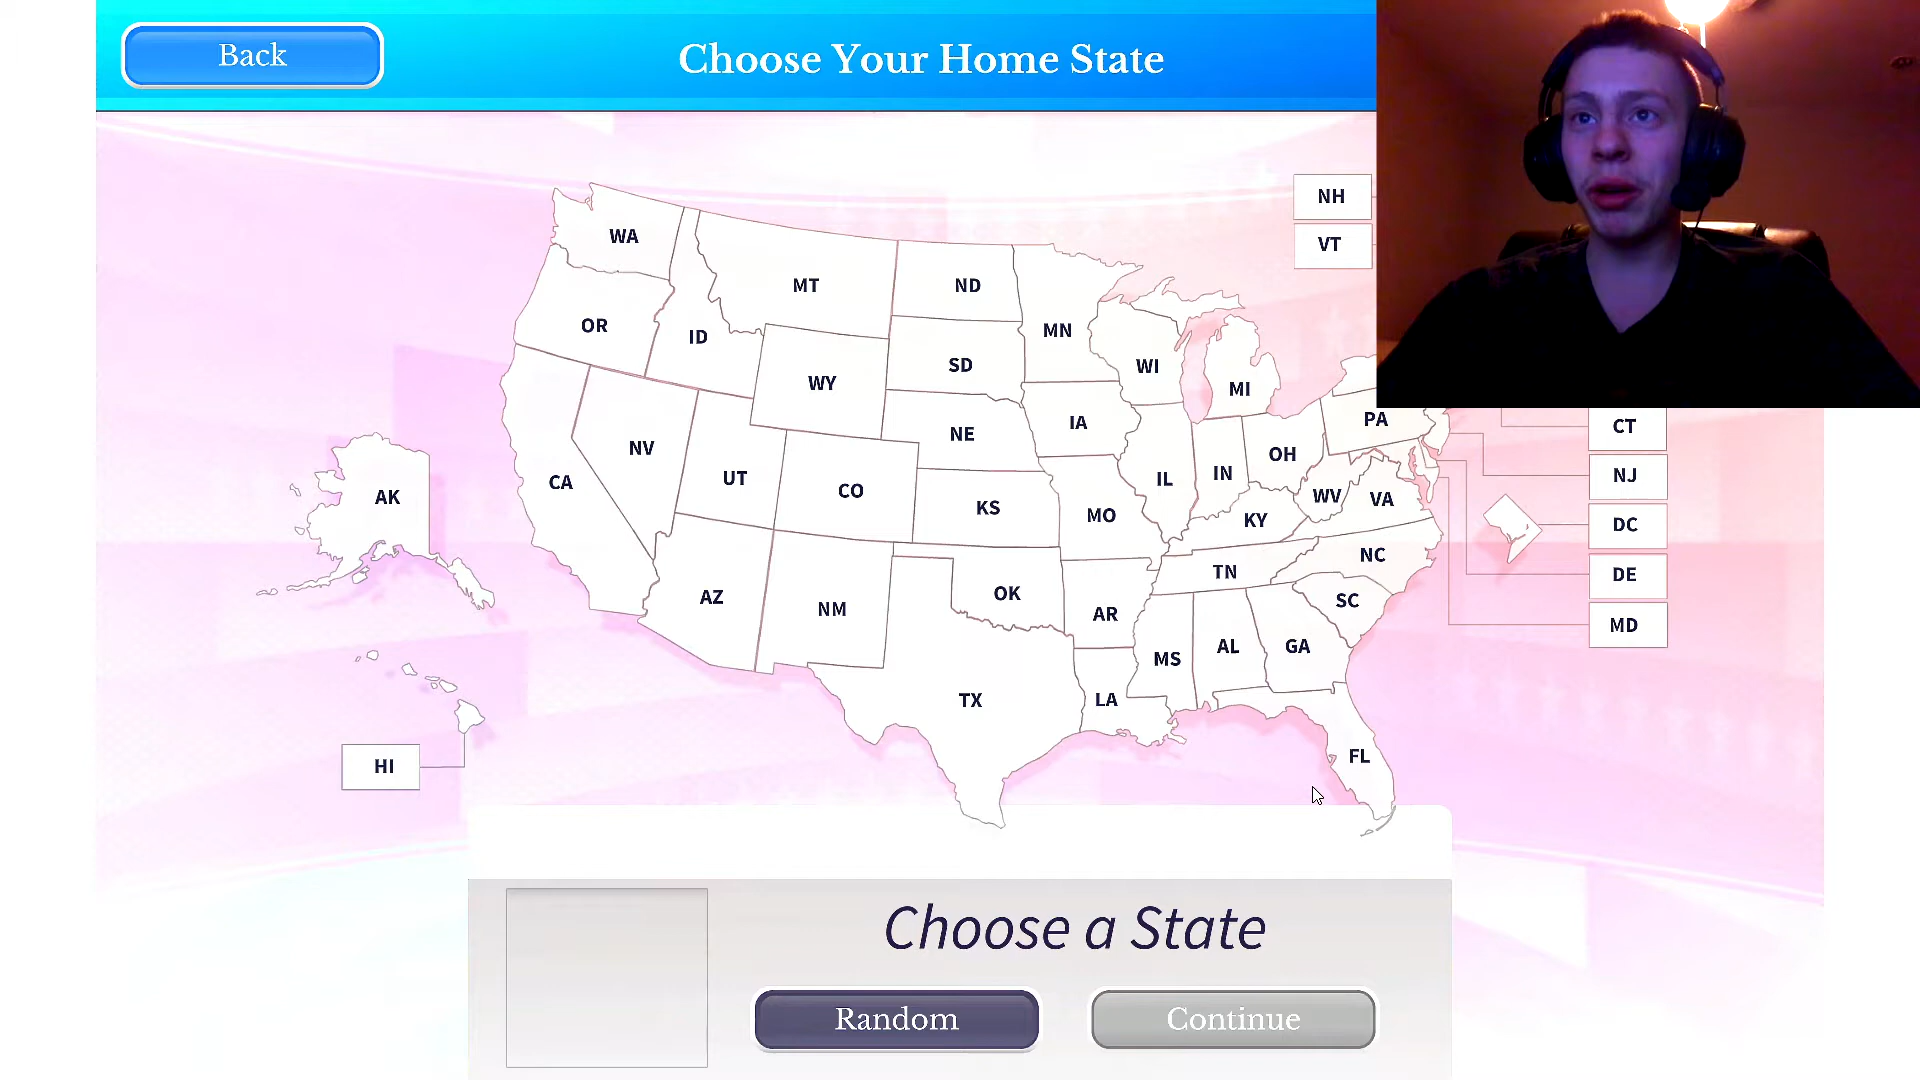 Back
Choose Your Home State
NH
WA
VT
MT
ND
OR
MN
ID
SD
WI
WY
MI
PA
IA
CT
NE
NV
OH
NJ
UT
IL
IN
CA
CO
AK
WV
VA
KS
MO
KY
DC
NC
TN
DE
OK
AZ
SC
NM
AR
MD
AL
GA
MS
TX
LA
FL
HI
Choose a State
Random
Continue